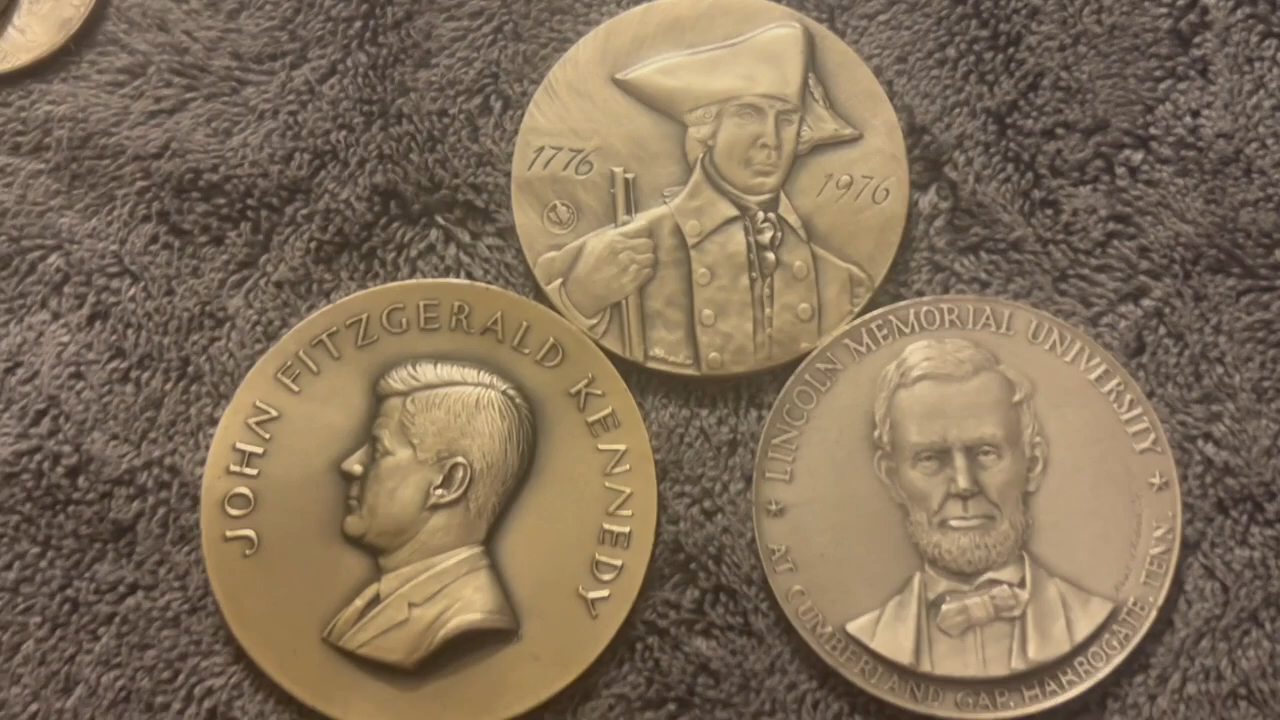 1776
1976
JOHN FITZGERALD KENNEDY
LINCOLN MEMORIAL UNIVERSITY
AT CUMBERLAND GAP, HARROGATE, TENN.